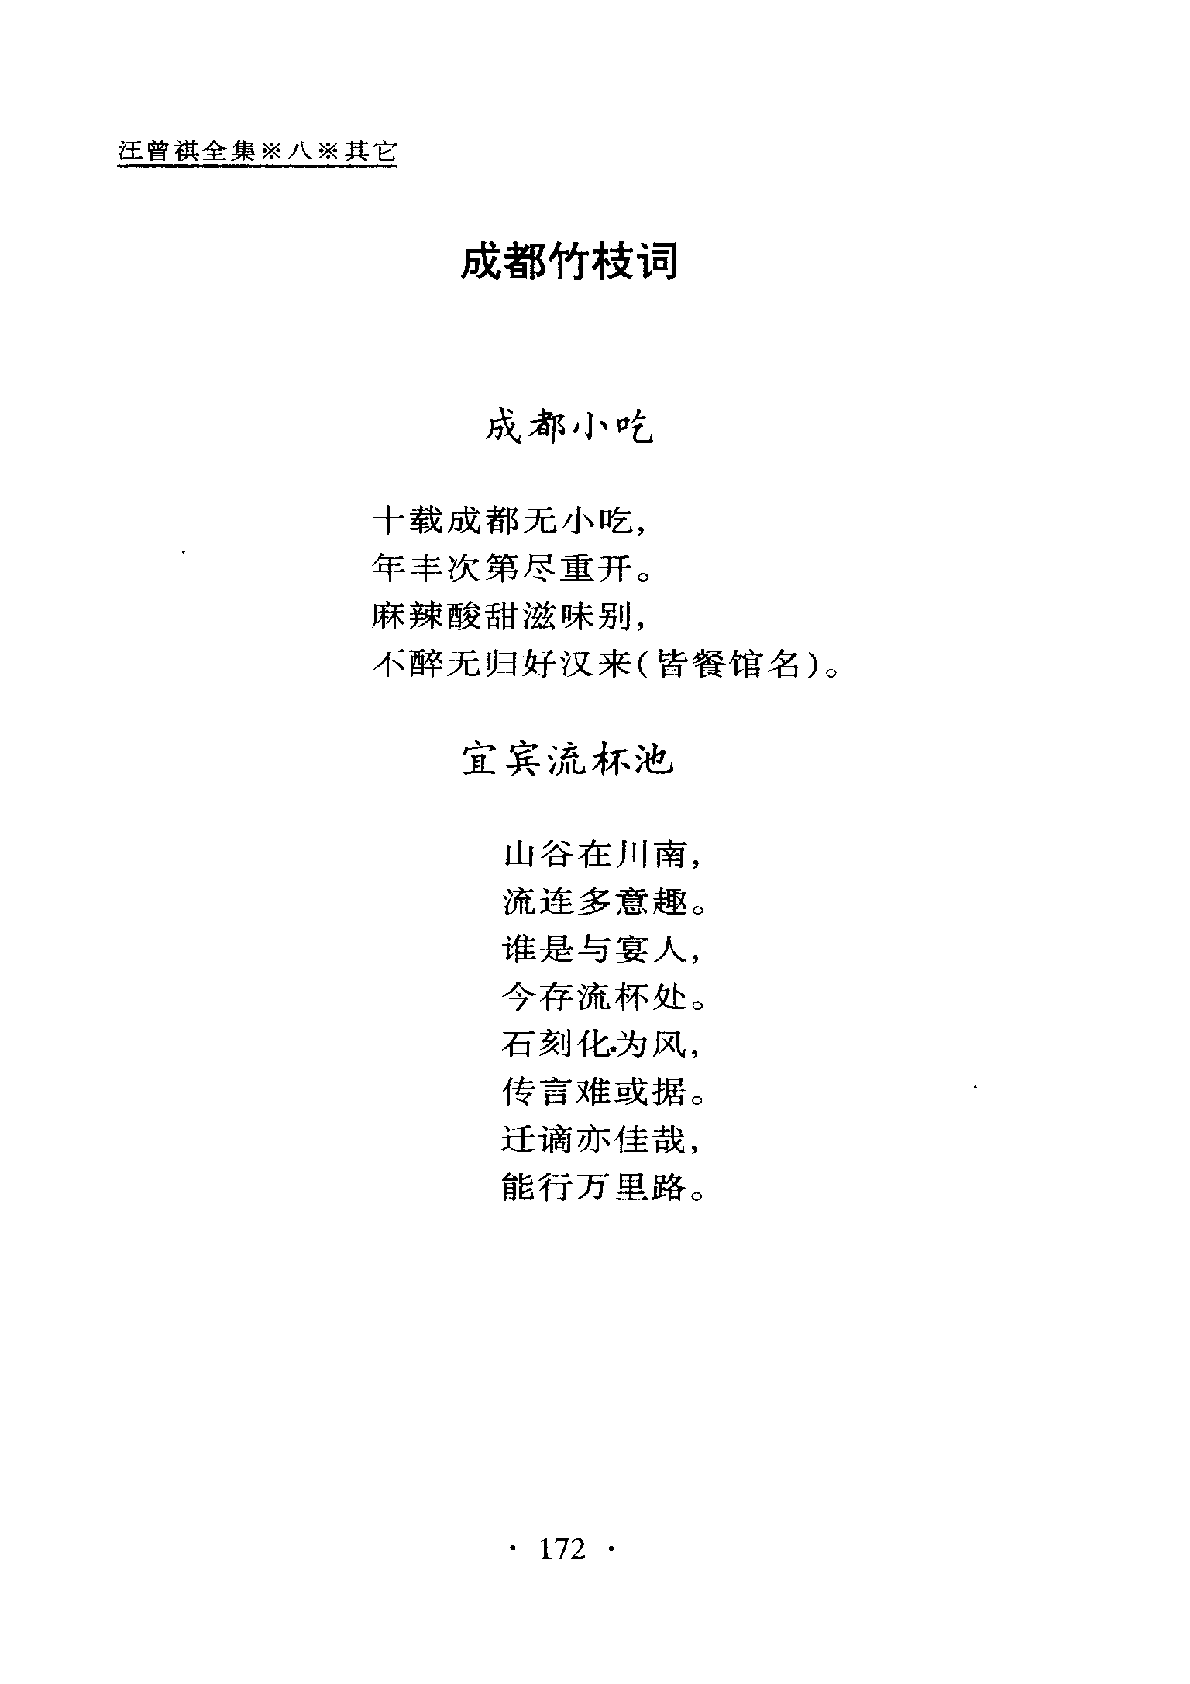 汪曾祺全集※八※其它
成都竹枝词
成都小吃
十载成都无小吃，
年丰次第尽重开。
麻辣酸甜滋味别，
不醉无归好汉来(皆餐馆名)。
宜宾流杯池
山谷在川南，
流连多意趣。
谁是与宴人，
今存流杯处。
石刻化为风，
传言难或据。
迁谪亦佳哉，
能行万里路。
· 172 ·